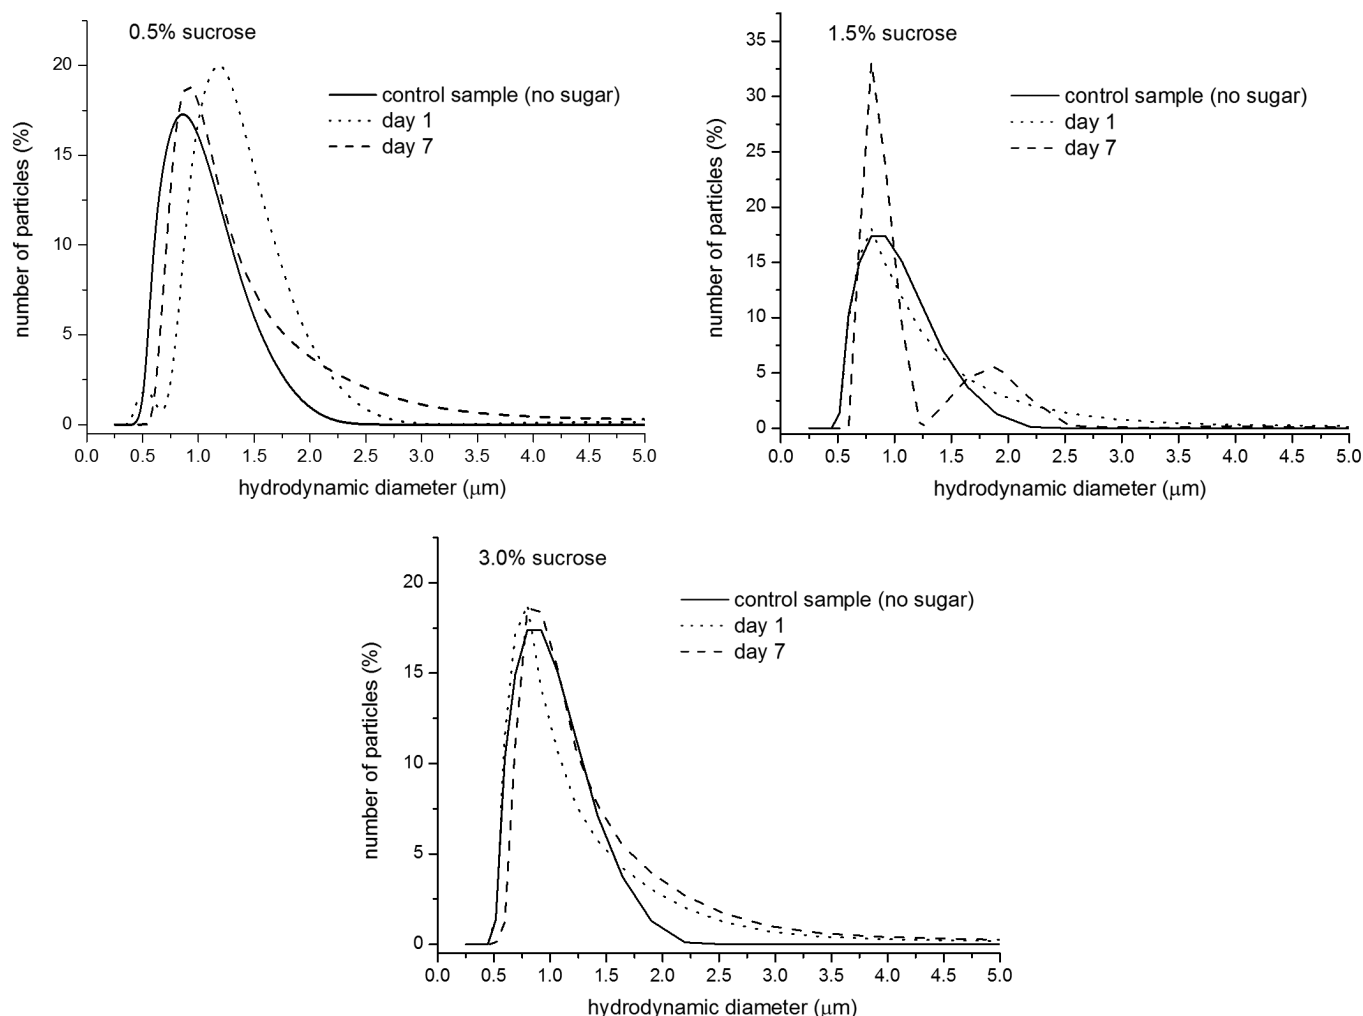 0.5% sucrose
control sample (no sugar)
day 1
day 7
number of particles (%)
20
15
10
5
0
0.0 0.5 1.0 1.5 2.0 2.5 3.0 3.5 4.0 4.5 5.0
hydrodynamic diameter (μm)
1.5% sucrose
control sample (no sugar)
day 1
day 7
number of particles (%)
35
30
25
20
15
10
5
0
0.0 0.5 1.0 1.5 2.0 2.5 3.0 3.5 4.0 4.5 5.0
hydrodynamic diameter (μm)
3.0% sucrose
control sample (no sugar)
day 1
day 7
number of particles (%)
20
15
10
5
0
0.0 0.5 1.0 1.5 2.0 2.5 3.0 3.5 4.0 4.5 5.0
hydrodynamic diameter (μm)